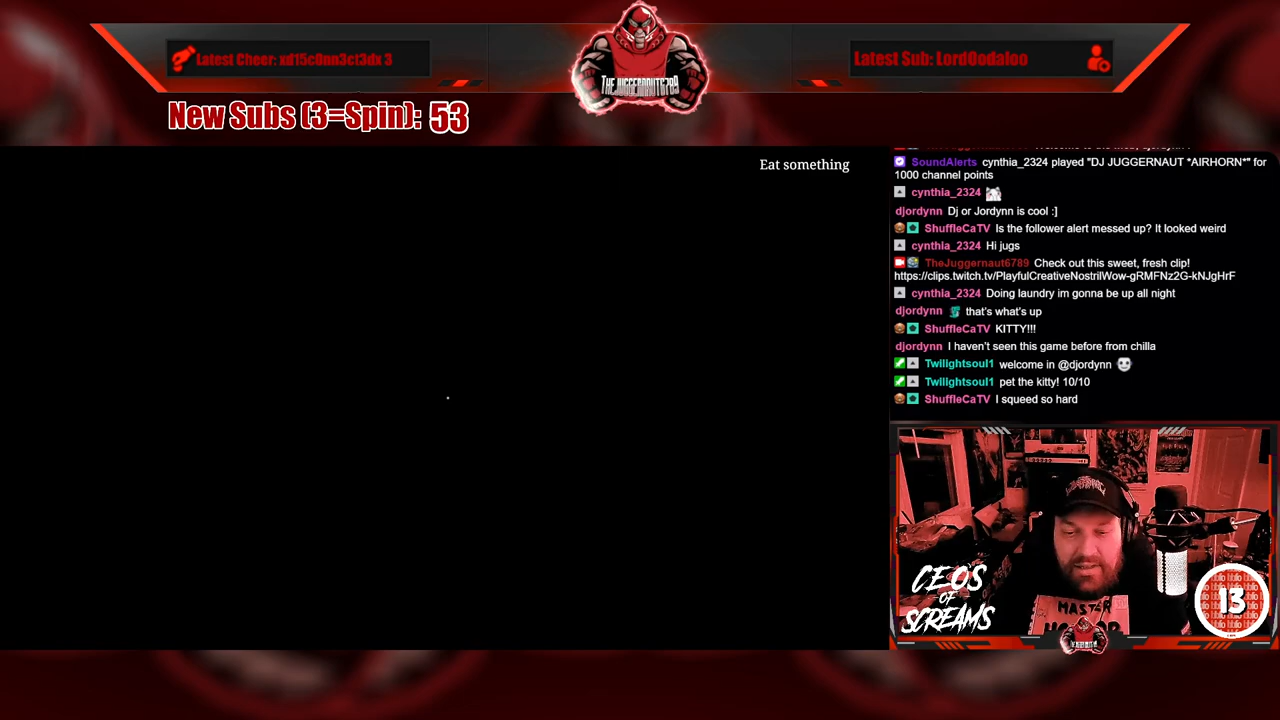 Latest Cheer: xd15c0nn3ct3dx 3
THEJUGGERNAUT6789
Latest Sub: LordOodaloo
New Subs (3=Spin): 53
Eat something
SoundAlerts cynthia_2324 played "DJ JUGGERNAUT *AIRHORN*" for
1000 channel points
cynthia_2324
djordynn Dj or Jordynn is cool :]
ShuffleCaTV Is the follower alert messed up? It looked weird
cynthia_2324 Hi jugs
TheJuggernaut6789 Check out this sweet, fresh clip!
https://clips.twitch.tv/PlayfulCreativeNostrilWow-gRMFNz2G-kNJgHrF
cynthia_2324 Doing laundry im gonna be up all night
djordynn that's what's up
ShuffleCaTV KITTY!!!
djordynn I haven't seen this game before from chilla
Twilightsoul1 welcome in @djordynn
Twilightsoul1 pet the kitty! 10/10
ShuffleCaTV I squeed so hard
CEO'S
OF
SCREAMS
MASTER
13